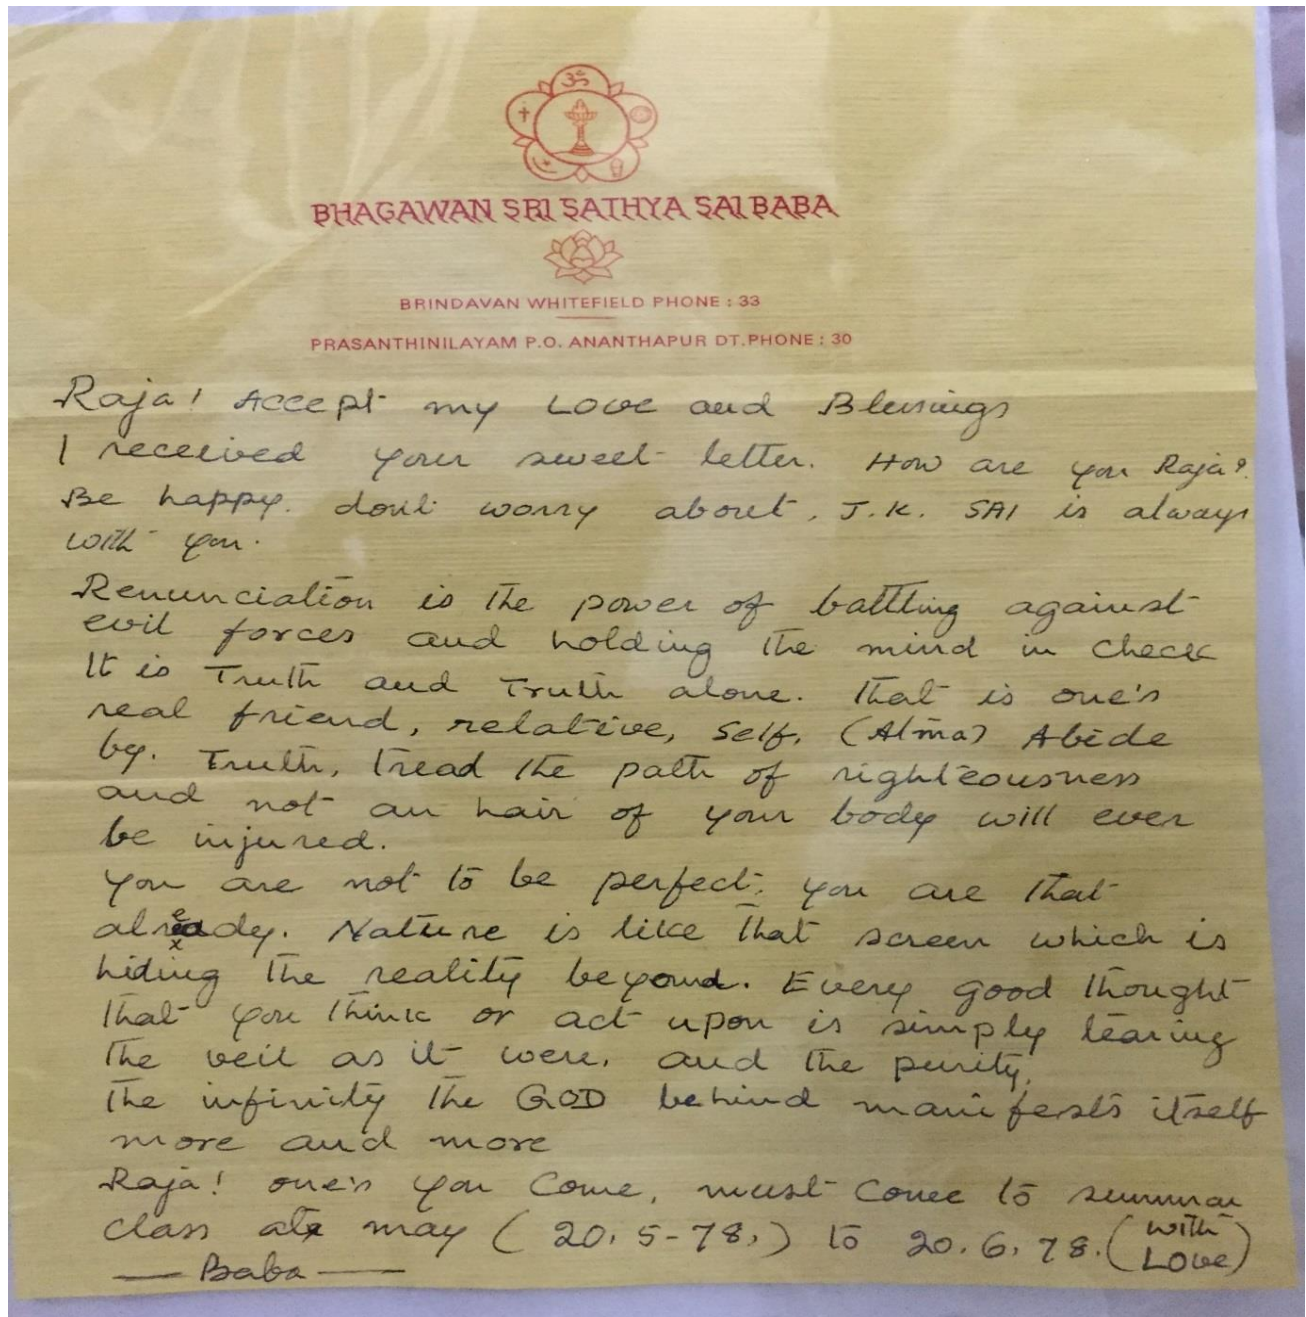 ॐ
BHAGAWAN SRI SATHYA SAI BABA
BRINDAVAN WHITEFIELD PHONE : 33
PRASANTHINILAYAM P.O. ANANTHAPUR DT. PHONE : 30
Raja! Accept my Love and Blessings
I received your sweet letter. How are you Raja?
Be happy. don't worry about, J.K. SAI is always
with you.
Renunciation is the power of battling against
evil forces and holding the mind in check
It is Truth and Truth alone. that is one's
real friend, relative, Self, (Atma) Abide
by. Truth, tread the path of righteousness
and not an hair of your body will ever
be injured.
you are not to be perfect, you are that
already. Nature is like that screen which is
hiding the reality beyond. Every good thought
that you think or act upon is simply tearing
the veil as it were, and the purity,
the infinity the GOD behind manifests itself
more and more
Raja! one's you Come, must come to summar
class at may (20.5-78.) to 20.6.78. (with
Love)
— Baba —